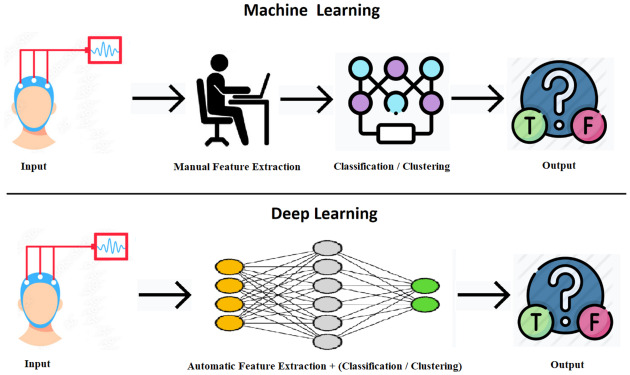 Machine Learning
Input
Manual Feature Extraction
Classification / Clustering
T
F
Output
Deep Learning
Input
Automatic Feature Extraction + (Classification / Clustering)
T
F
Output